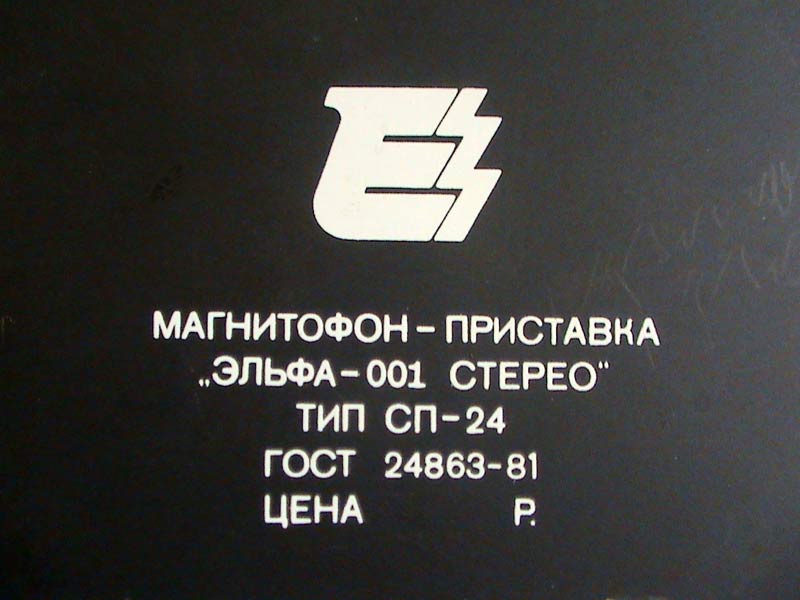 МАГНИТОФОН – ПРИСТАВКА
„ЭЛЬФА – 001 СТЕРЕО“
ТИП СП – 24
ГОСТ 24863-81
ЦЕНА Р.